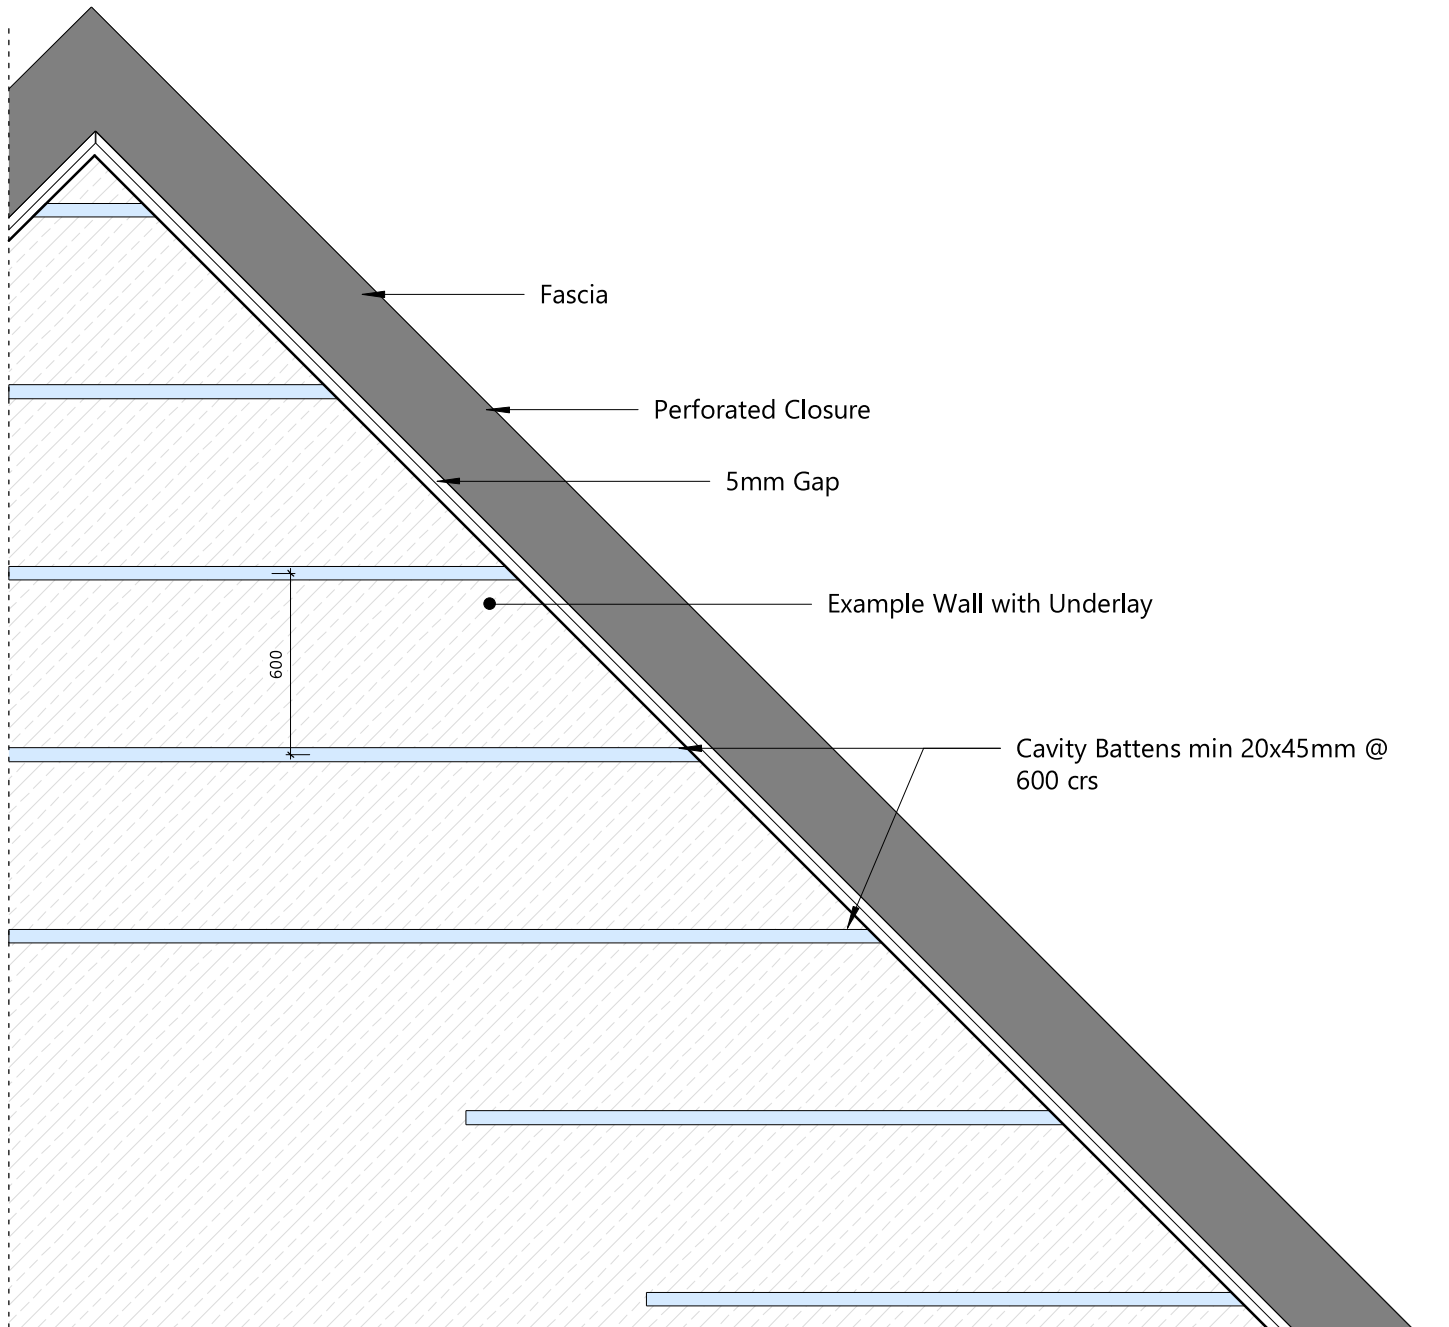 Fascia
Perforated Closure
5mm Gap
Example Wall with Underlay
600
Cavity Battens min 20x45mm @
600 crs